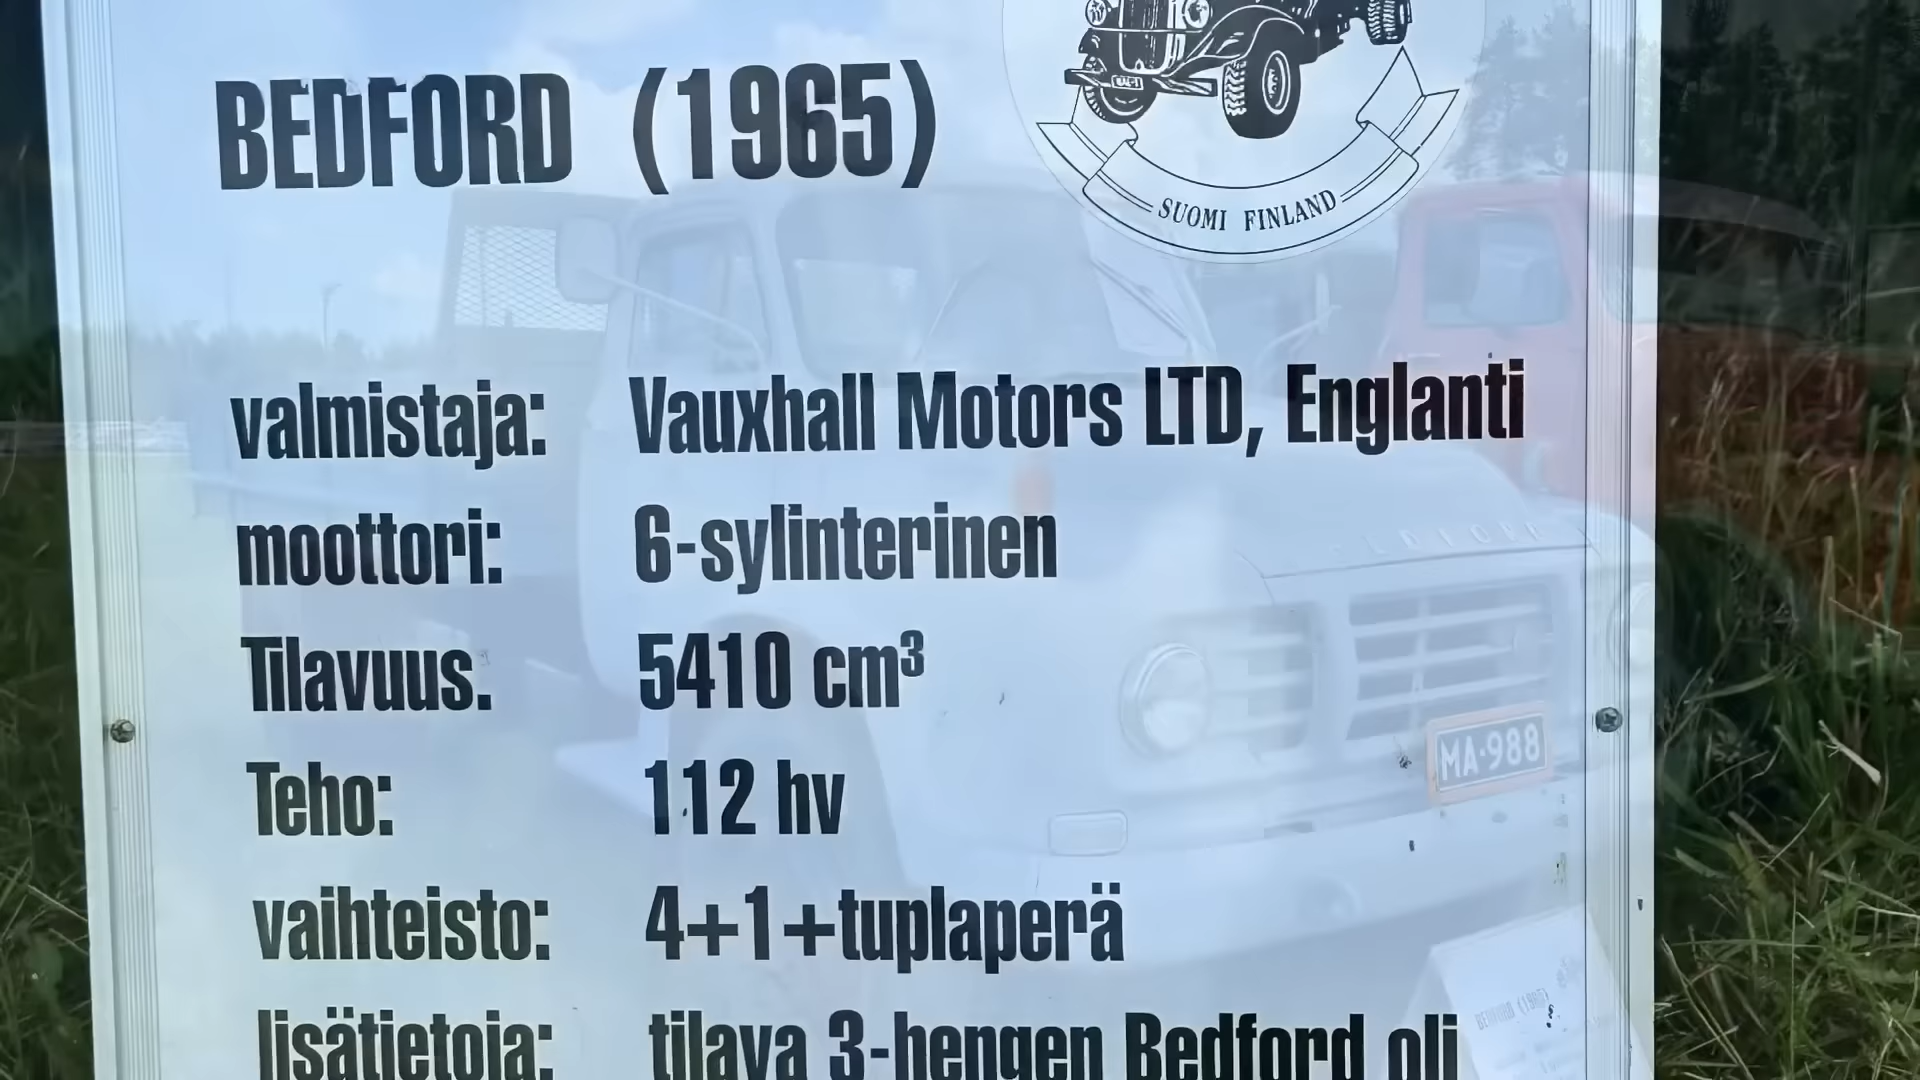 BEDFORD (1965)
SUOMI FINLAND
valmistaja: Vauxhall Motors LTD, Englanti
moottori: 6-sylinterinen
Tilavuus. 5410 cm³
Teho: 112 hv
MA-988
vaihteisto: 4+1+tuplaperä
lisätietoja: tilava 3-hengen Bedford oli